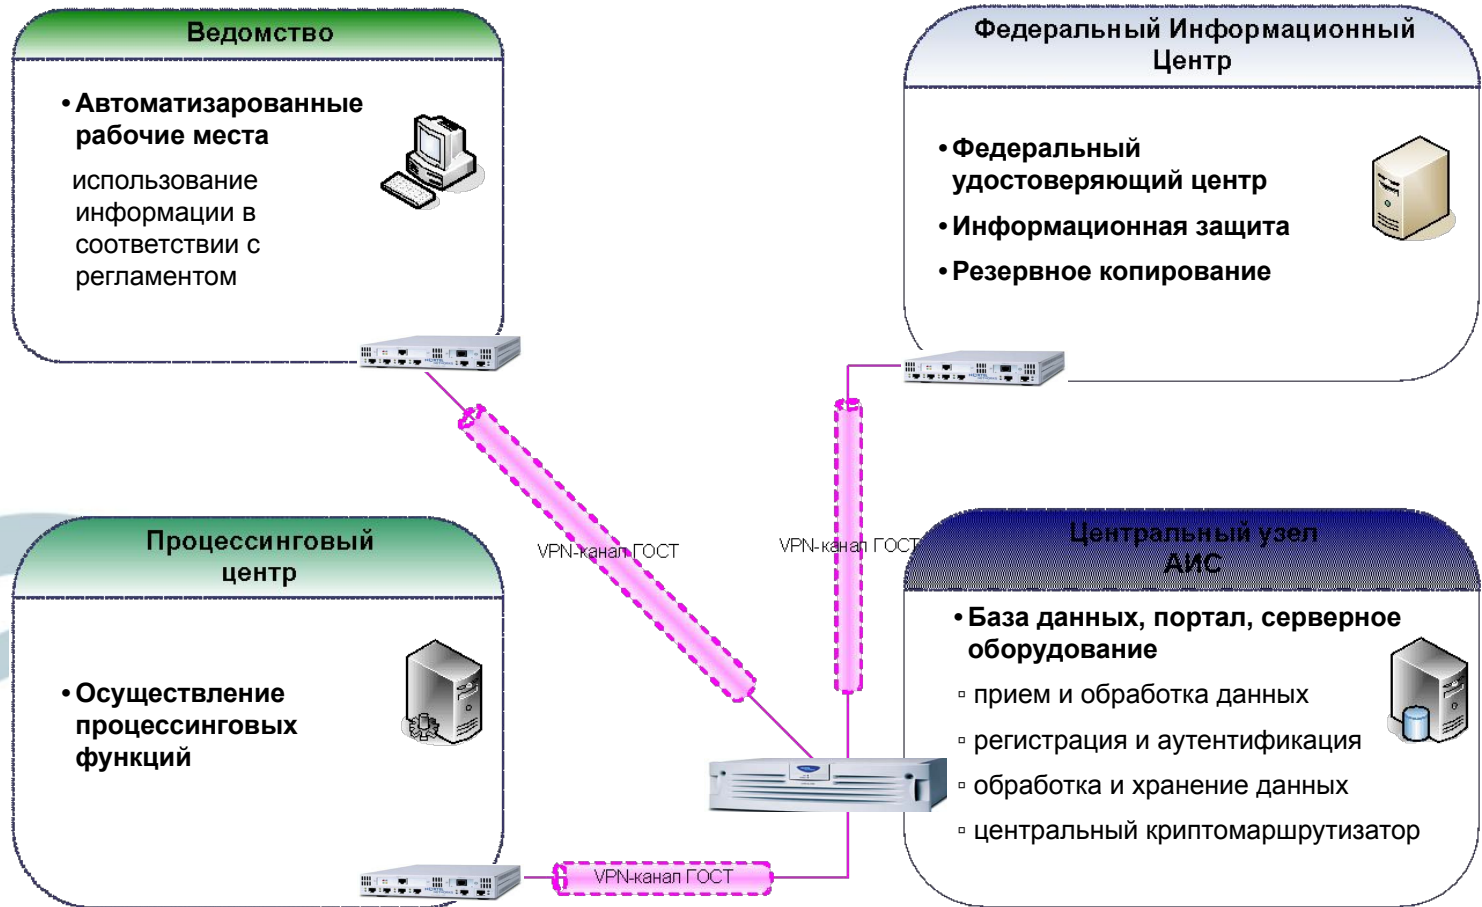 Ведомство
• Автоматизарованные
рабочие места
использование
информации в
соответствии с
регламентом
Федеральный Информационный
Центр
• Федеральный
удостоверяющий центр
• Информационная защита
• Резервное копирование
VPN-канал ГОСТ
VPN-канал ГОСТ
Процессинговый
центр
• Осуществление
процессинговых
функций
Центральный узел
АИС
• База данных, портал, серверное
оборудование
▫ прием и обработка данных
▫ регистрация и аутентификация
▫ обработка и хранение данных
▫ центральный криптомаршрутизатор
VPN-канал ГОСТ